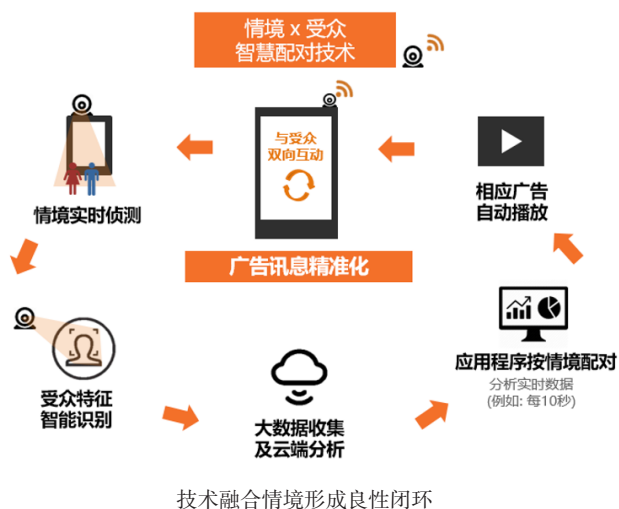 情境 x 受众
智慧配对技术
与受众
双向互动
广告讯息精准化
情境实时侦测
受众特征
智能识别
大数据收集
及云端分析
应用程序按情境配对
分析实时数据
(例如: 每10秒)
相应广告
自动播放
技术融合情境形成良性闭环